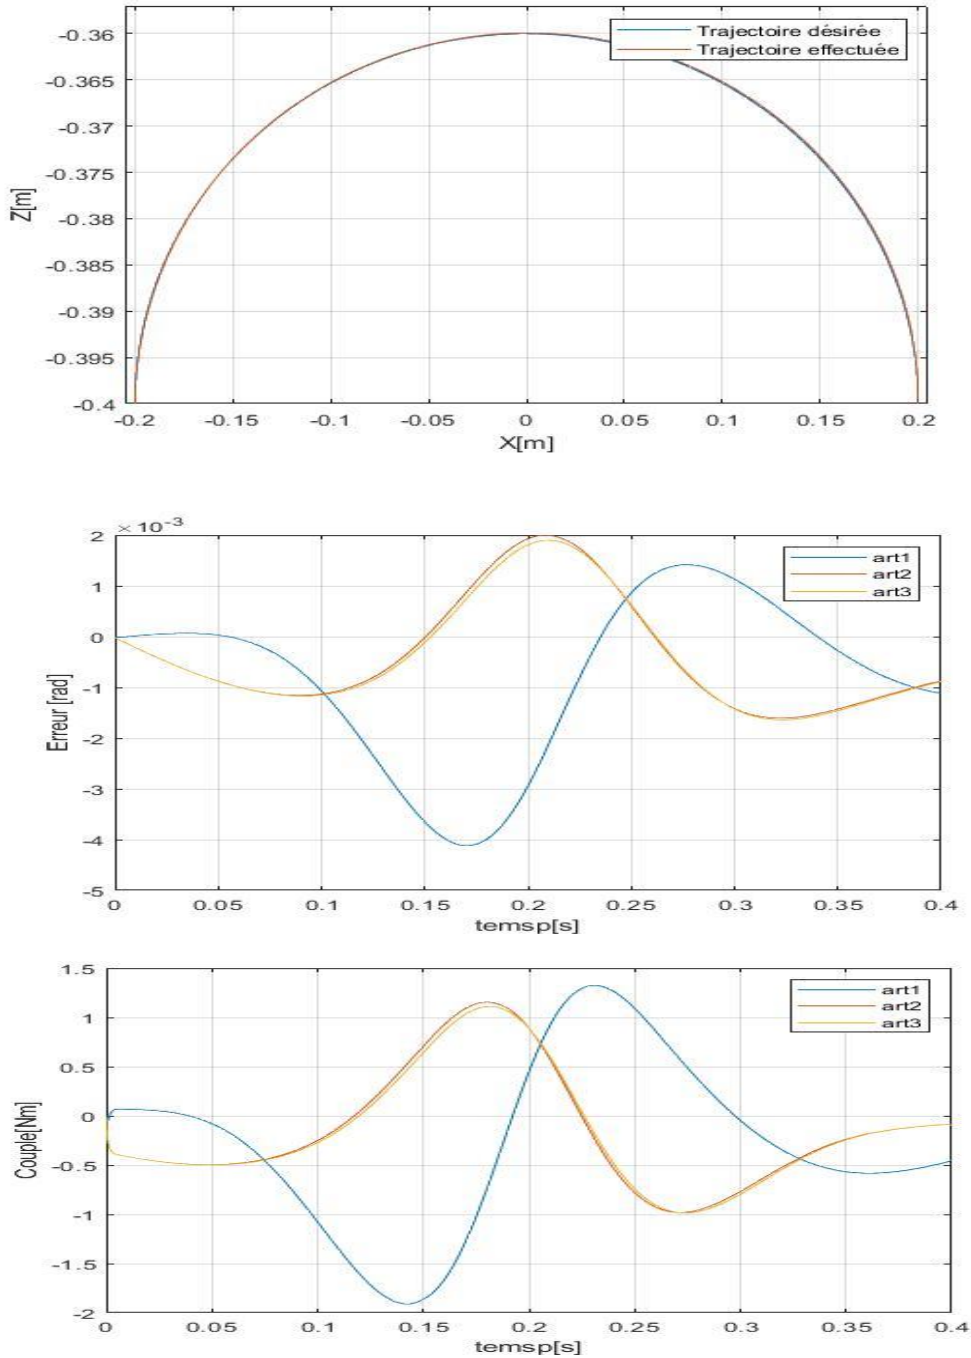 -0.36
-0.365
-0.37
-0.375
-0.38
-0.385
-0.39
-0.395
-0.4
Z[m]
Trajectoire désirée
Trajectoire effectuée
-0.2 -0.15 -0.1 -0.05 0 0.05 0.1 0.15 0.2
X[m]
× 10-3
2
1
0
-1
-2
-3
-4
-5
Erreur [rad]
art1
art2
art3
0 0.05 0.1 0.15 0.2 0.25 0.3 0.35 0.4
temsp[s]
1.5
1
0.5
0
-0.5
-1
-1.5
-2
Couple[Nm]
art1
art2
art3
0 0.05 0.1 0.15 0.2 0.25 0.3 0.35 0.4
temsp[s]